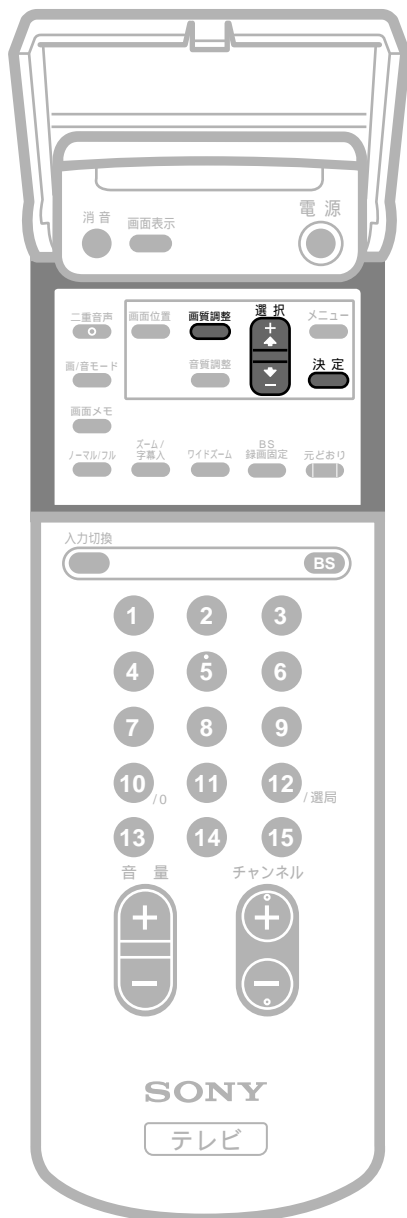 消音 画面表示 電源
二重音声 画面位置 画質調整 選択 メニュー
+
画/音モード 音質調整 − 決定
画面メモ
ノーマル/フル ズーム/字幕入 ワイドズーム BS録画固定 元どおり
入力切換
BS
1 2 3
4 5 6
7 8 9
10/0 11 12/選局
13 14 15
音量 チャンネル
+ +
− −
SONY
テレビ